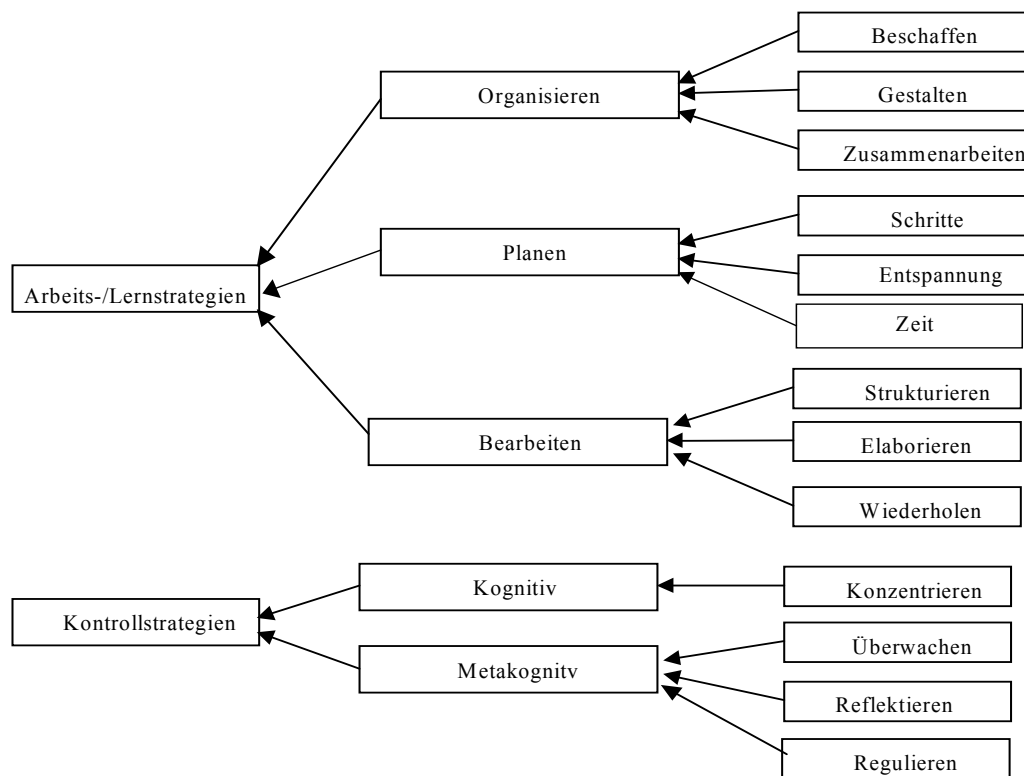 Beschaffen
Organisieren
Gestalten
Zusammenarbeiten
Schritte
Planen
Entspannung
Arbeits-/Lernstrategien
Zeit
Strukturieren
Bearbeiten
Elaborieren
Wiederholen
Kognitiv
Konzentrieren
Kontrollstrategien
Überwachen
Metakognitv
Reflektieren
Regulieren